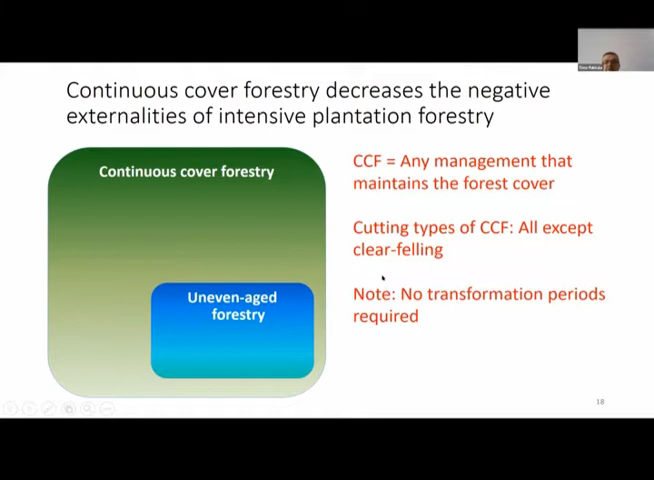 Continuous cover forestry decreases the negative
externalities of intensive plantation forestry
Continuous cover forestry
Uneven-aged
forestry
CCF = Any management that
maintains the forest cover
Cutting types of CCF: All except
clear-felling
Note: No transformation periods
required
18